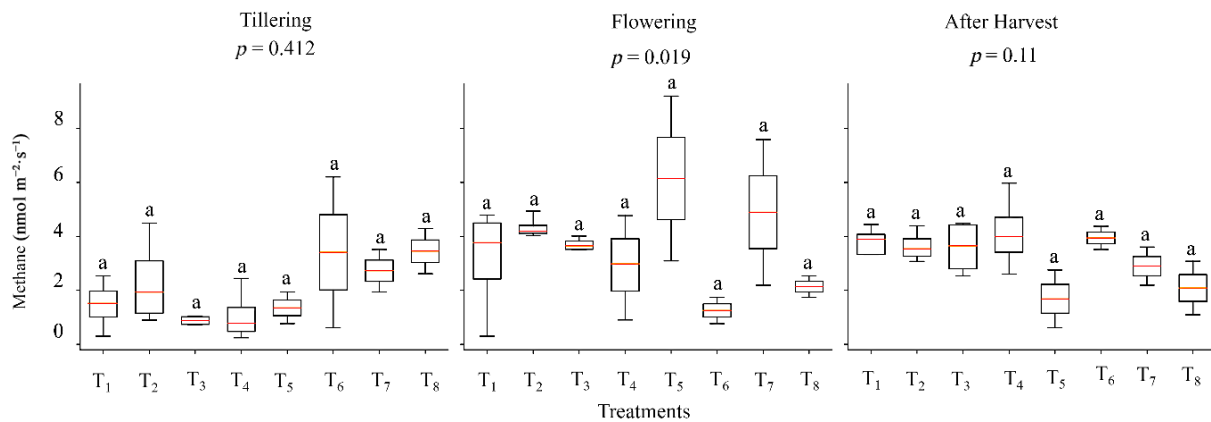 Tillering
p = 0.412
Flowering
p = 0.019
After Harvest
p = 0.11
Methane (nmol m⁻²·s⁻¹)
8
6
4
2
0
a a a a a a a a
a a a a a a a a
a a a a a a a a
T₁ T₂ T₃ T₄ T₅ T₆ T₇ T₈
T₁ T₂ T₃ T₄ T₅ T₆ T₇ T₈
T₁ T₂ T₃ T₄ T₅ T₆ T₇ T₈
Treatments